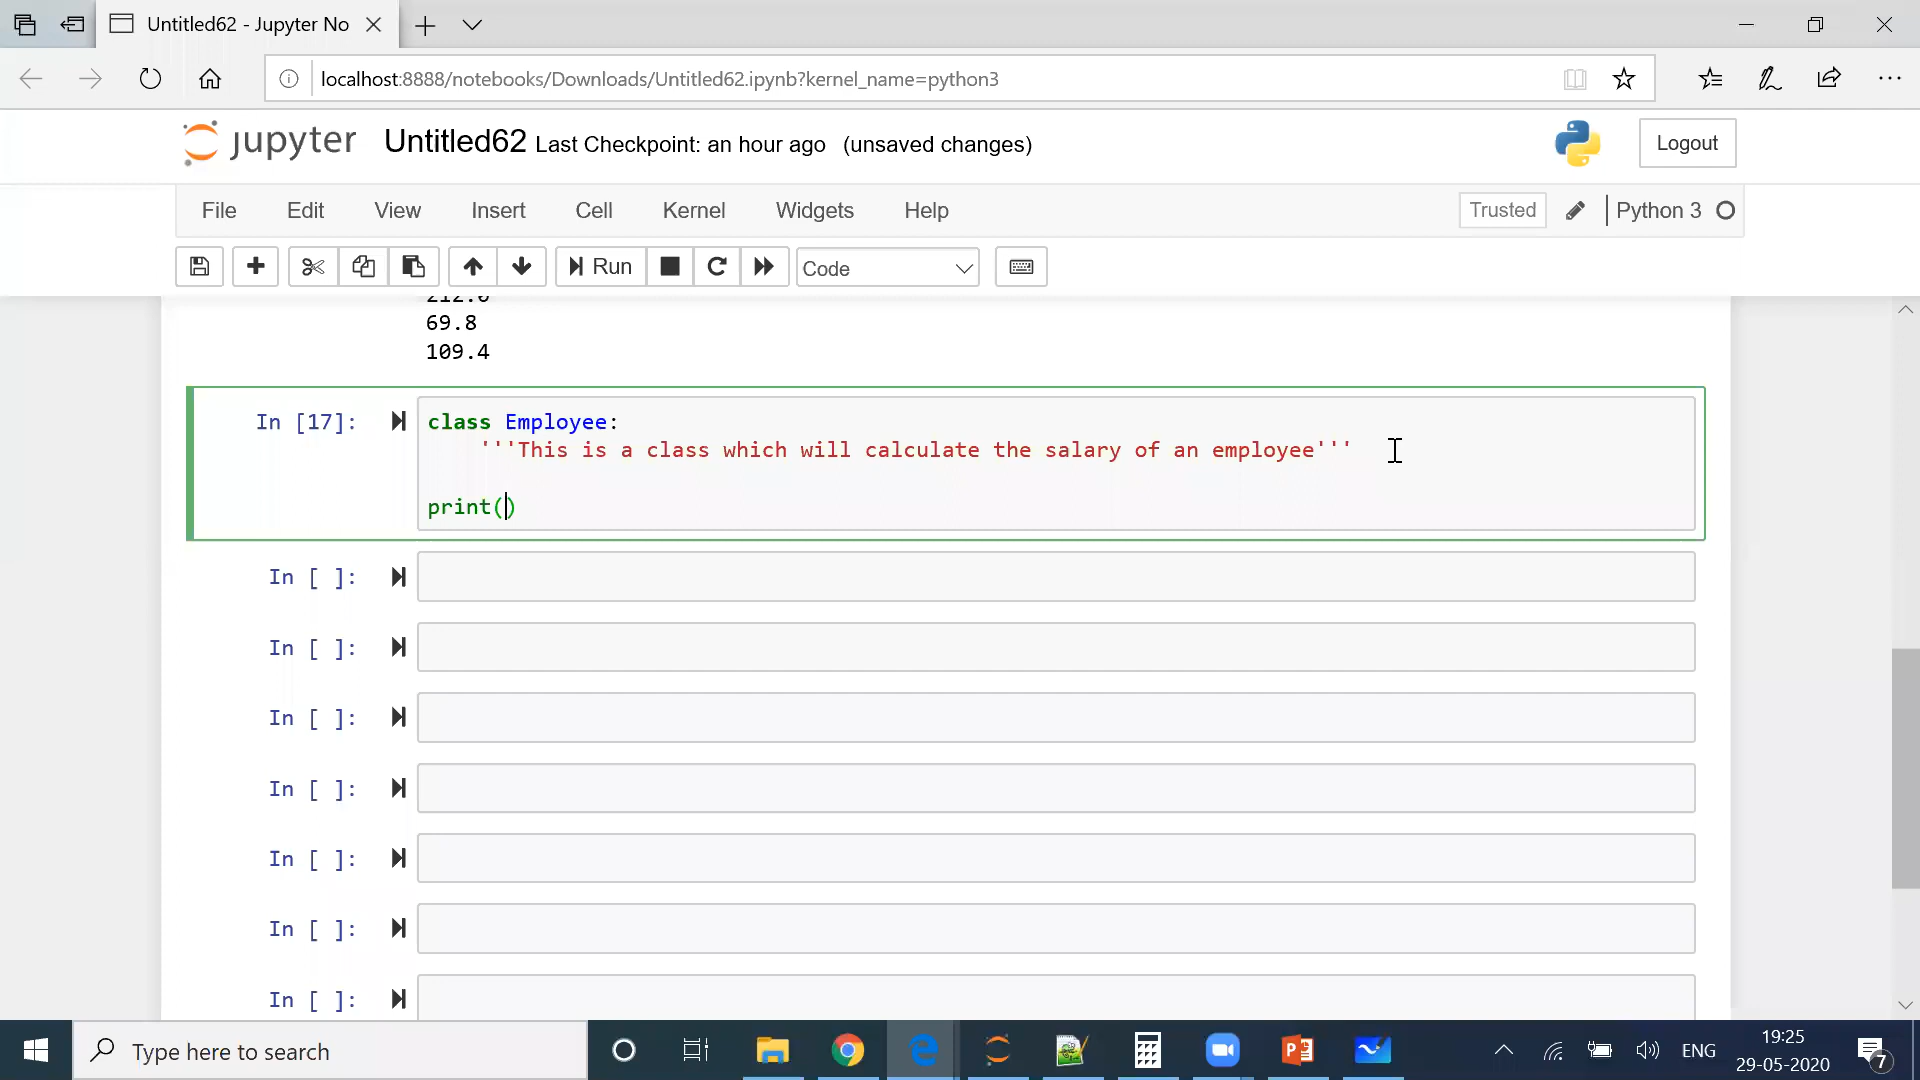 Untitled62 - Jupyter No
localhost:8888/notebooks/Downloads/Untitled62.ipynb?kernel_name=python3
jupyter Untitled62 Last Checkpoint: an hour ago (unsaved changes)
Logout
File Edit View Insert Cell Kernel Widgets Help
Trusted
Python 3
Run
Code
69.8
109.4
In [17]:
class Employee:
'''This is a class which will calculate the salary of an employee'''
print()
In [ ]:
In [ ]:
In [ ]:
In [ ]:
In [ ]:
In [ ]:
In [ ]:
Type here to search
ENG
19:25
29-05-2020
7